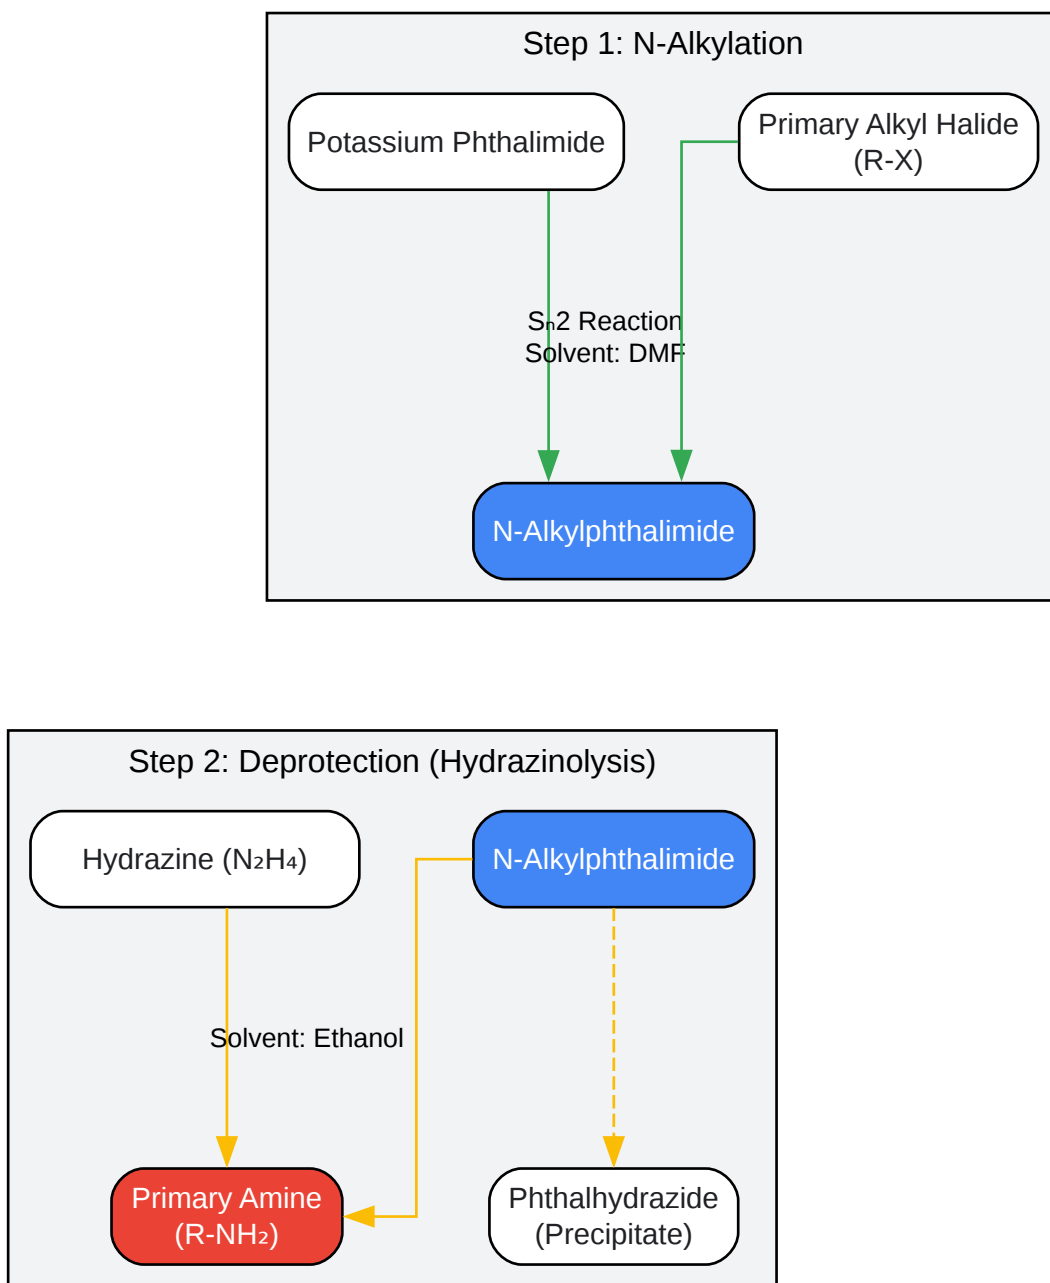 Step 1: N-Alkylation
Potassium Phthalimide
Primary Alkyl Halide
(R-X)
Sₙ2 Reaction
Solvent: DMF
N-Alkylphthalimide
Step 2: Deprotection (Hydrazinolysis)
Hydrazine (N₂H₄)
N-Alkylphthalimide
Solvent: Ethanol
Primary Amine
(R-NH₂)
Phthalhydrazide
(Precipitate)